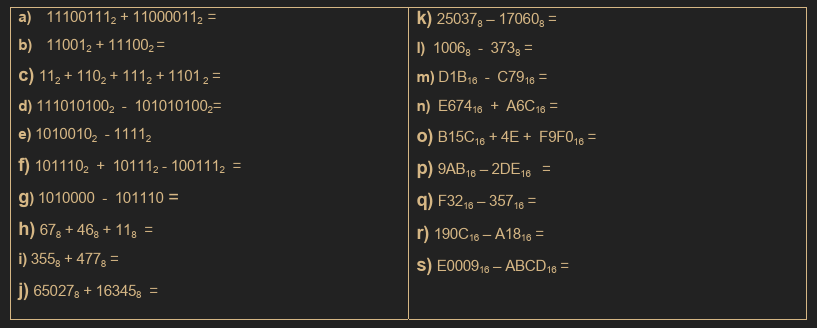 a) 11100111₂ + 11000011₂ =
b) 11001₂ + 11100₂ =
c) 11₂ + 110₂ + 111₂ + 1101₂ =
d) 111010100₂ - 101010100₂=
e) 1010010₂ - 1111₂
f) 101110₂ + 10111₂ - 100111₂ =
g) 1010000 - 101110 =
h) 67₈ + 46₈ + 11₈ =
i) 355₈ + 477₈ =
j) 65027₈ + 16345₈ =
k) 25037₈ – 17060₈ =
l) 1006₈ - 373₈ =
m) D1B₁₆ - C79₁₆ =
n) E674₁₆ + A6C₁₆ =
o) B15C₁₆ + 4E + F9F0₁₆ =
p) 9AB₁₆ – 2DE₁₆ =
q) F32₁₆ – 357₁₆ =
r) 190C₁₆ – A18₁₆ =
s) E0009₁₆ – ABCD₁₆ =